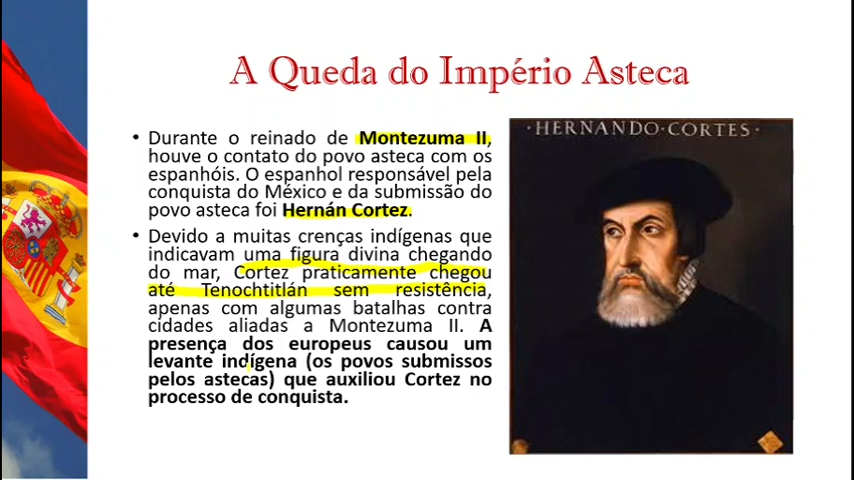 A Queda do Império Asteca
• Durante o reinado de Montezuma II,
houve o contato do povo asteca com os
espanhóis. O espanhol responsável pela
conquista do México e da submissão do
povo asteca foi Hernán Cortez.
• Devido a muitas crenças indígenas que
indicavam uma figura divina chegando
do mar, Cortez praticamente chegou
até Tenochtitlán sem resistência,
apenas com algumas batalhas contra
cidades aliadas a Montezuma II. A
presença dos europeus causou um
levante indígena (os povos submissos
pelos astecas) que auxiliou Cortez no
processo de conquista.
·HERNANDO·CORTES·